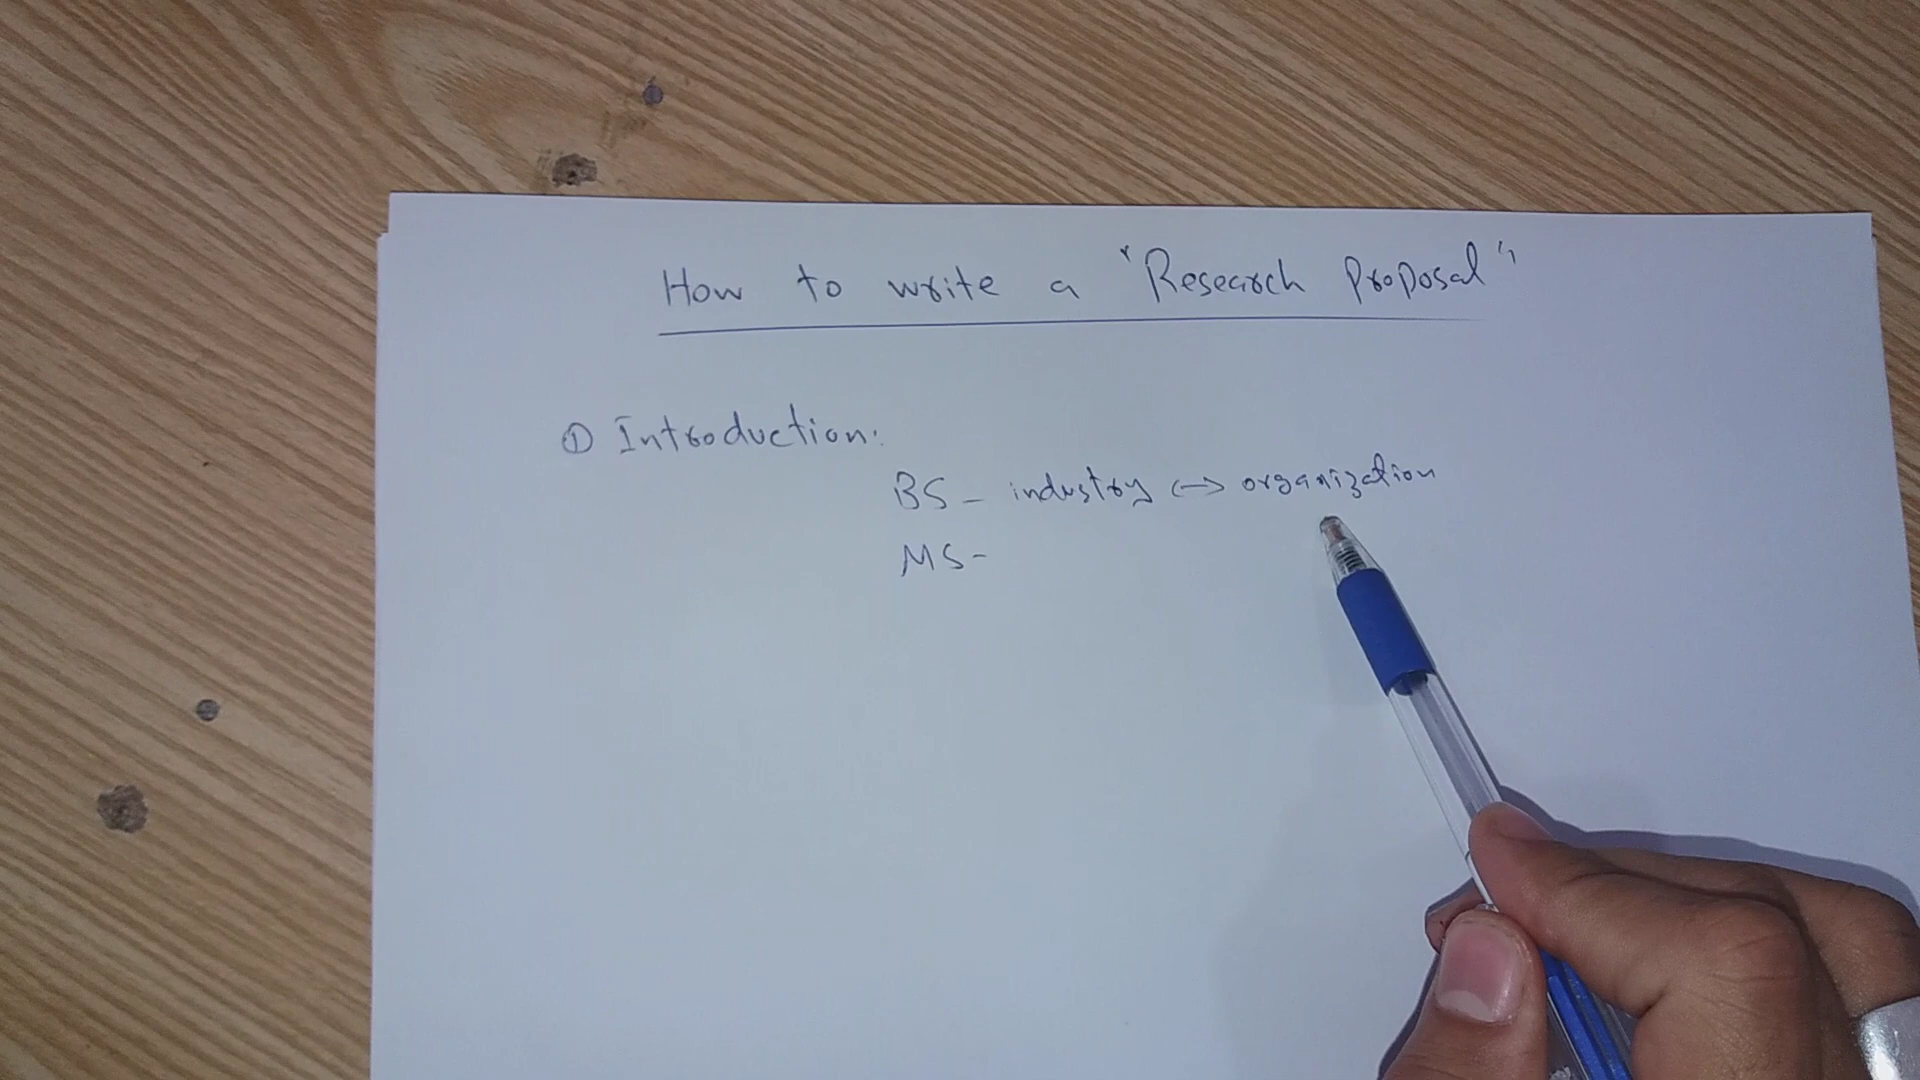 How to write a "Research Proposal"
① Introduction:
BS - industry ↔ organization
MS -